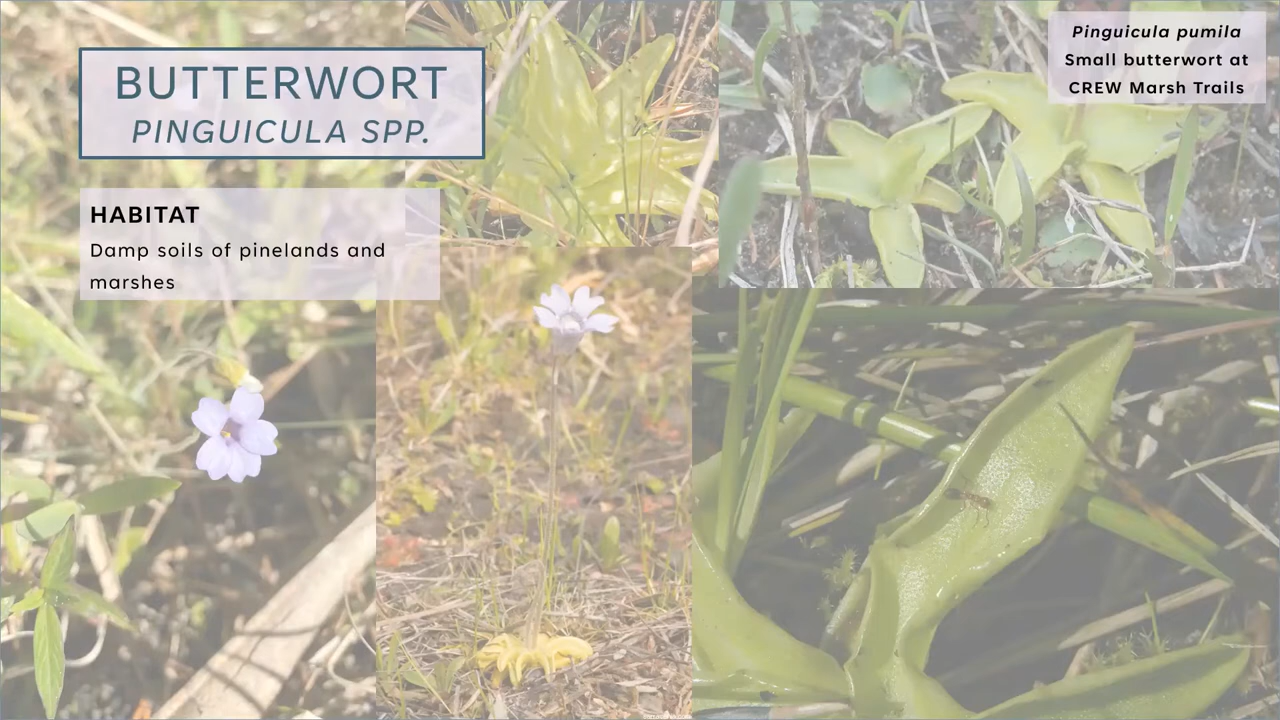 BUTTERWORT
PINGUICULA SPP.
HABITAT
Damp soils of pinelands and
marshes
Pinguicula pumila
Small butterwort at
CREW Marsh Trails